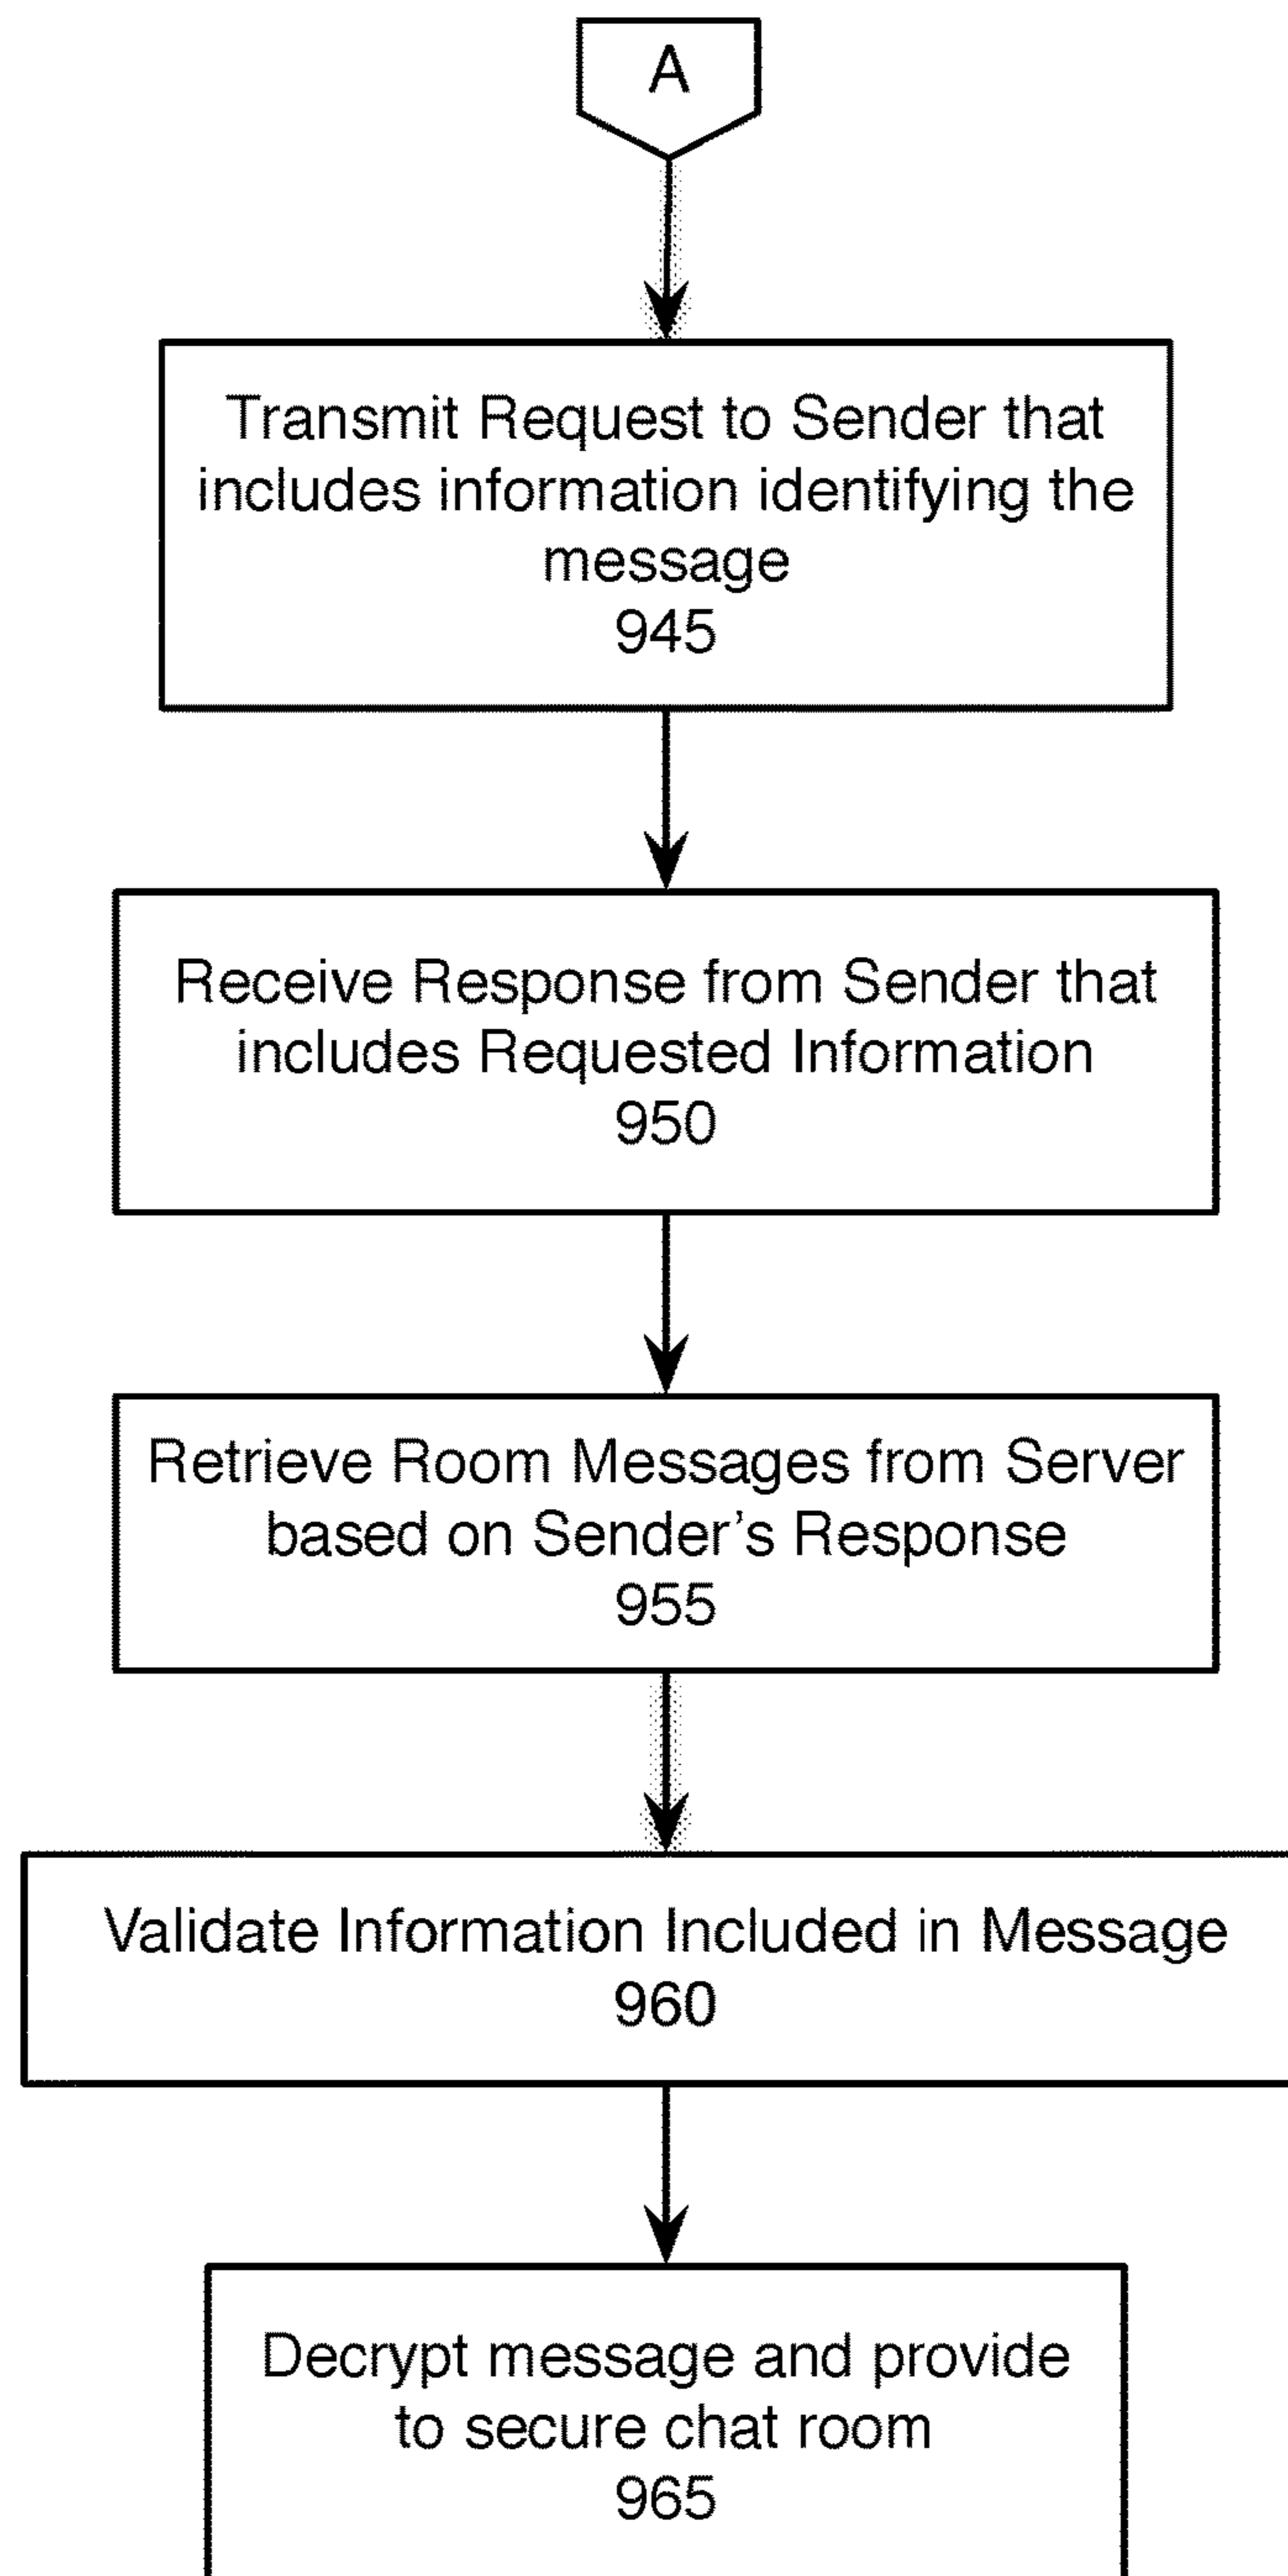 A
Transmit Request to Sender that
includes information identifying the
message
945
Receive Response from Sender that
includes Requested Information
950
Retrieve Room Messages from Server
based on Sender's Response
955
Validate Information Included in Message
960
Decrypt message and provide
to secure chat room
965